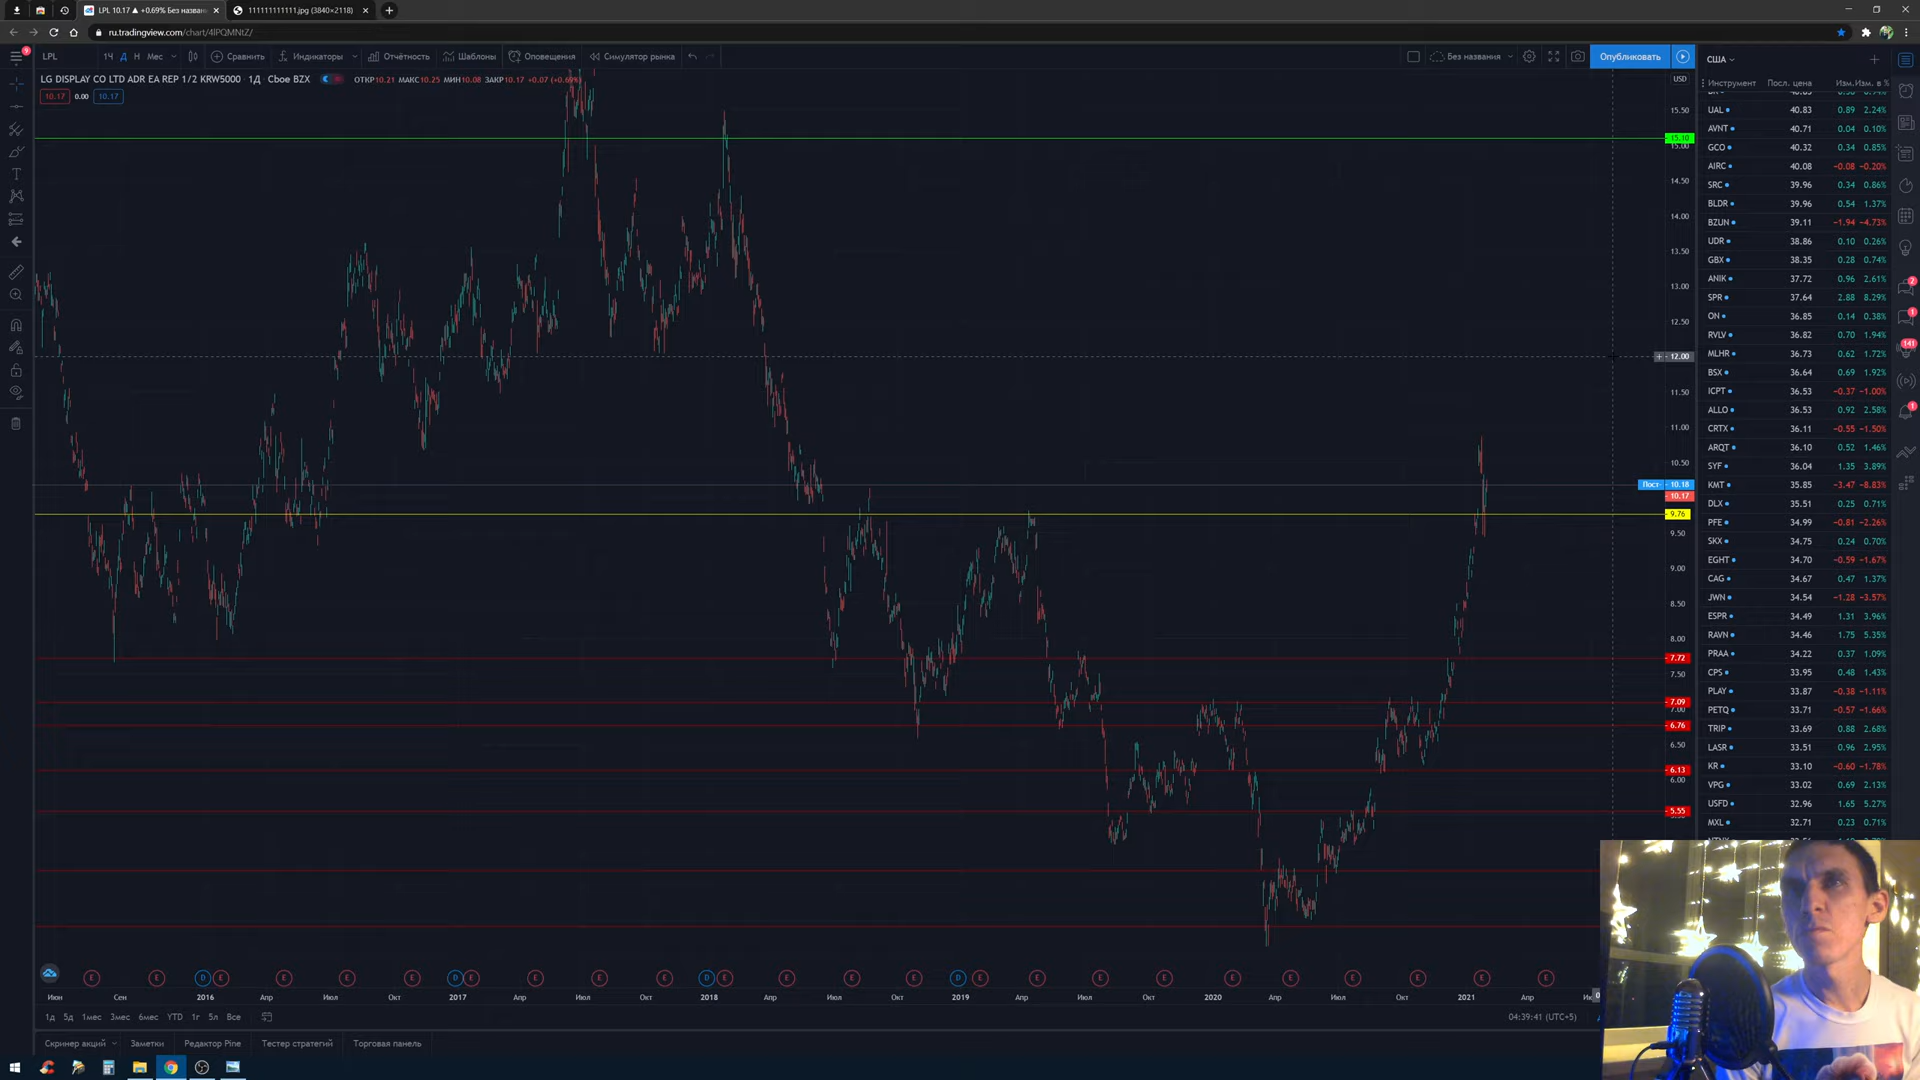 LPL 10.17 ▲ +0.69% Без назван
111111111111.jpg (3840×2118)
ru.tradingview.com/chart/4lPQMNtZ/
LPL
1Ч Д Н Мес
Сравнить
Индикаторы
Отчётность
Шаблоны
Оповещения
Симулятор рынка
Без названия
Опубликовать
LG DISPLAY CO LTD ADR EA REP 1/2 KRW5000 · 1Д · Cboe BZX
ОТКР10.21 МАКС10.25 МИН10.08 ЗАКР10.17 +0.07 (+0.69%)
10.17 0.00 10.17
USD
15.50
15.10
15.00
14.50
14.00
13.50
13.00
12.50
12.00
11.50
11.00
10.50
Пост- 10.18
10.17
9.76
9.50
9.00
8.50
8.00
7.72
7.50
7.09
7.00
6.76
6.50
6.13
6.00
5.55
США
Инструмент Посл. цена Изм. Изм. в %
UAL 40.83 0.89 2.24%
AVNT 40.71 0.04 0.10%
GCO 40.32 0.34 0.85%
AIRC 40.08 −0.08 −0.20%
SRC 39.96 0.34 0.86%
BLDR 39.96 0.54 1.37%
BZUN 39.11 −1.94 −4.73%
UDR 38.86 0.10 0.26%
GBX 38.35 0.28 0.74%
ANIK 37.72 0.96 2.61%
SPR 37.64 2.88 8.29%
ON 36.85 0.14 0.38%
RVLV 36.82 0.70 1.94%
MLHR 36.73 0.62 1.72%
BSX 36.64 0.69 1.92%
ICPT 36.53 −0.37 −1.00%
ALLO 36.53 0.92 2.58%
CRTX 36.11 −0.55 −1.50%
ARQT 36.10 0.52 1.46%
SYF 36.04 1.35 3.89%
KMT 35.85 −3.47 −8.83%
DLX 35.51 0.25 0.71%
PFE 34.99 −0.81 −2.26%
SKX 34.75 0.24 0.70%
EGHT 34.70 −0.59 −1.67%
CAG 34.67 0.47 1.37%
JWN 34.54 −1.28 −3.57%
ESPR 34.49 1.31 3.96%
RAVN 34.46 1.75 5.35%
PRAA 34.22 0.37 1.09%
CPS 33.95 0.48 1.43%
PLAY 33.87 −0.38 −1.11%
PETQ 33.71 −0.57 −1.66%
TRIP 33.69 0.88 2.68%
LASR 33.51 0.96 2.95%
KR 33.10 −0.60 −1.78%
VPG 33.02 0.69 2.13%
USFD 32.96 1.65 5.27%
MXL 32.71 0.23 0.71%
9
2
1
141
1
E E D E E E E D E E E E D E E E E D E E E E E E E E E E
Июн Сен 2016 Апр Июл Окт 2017 Апр Июл Окт 2018 Апр Июл Окт 2019 Апр Июл Окт 2020 Апр Июл Окт 2021 Апр
1д 5д 1мес 3мес 6мес YTD 1г 5л Все
04:39:41 (UTC+5)
Скринер акций Заметки Редактор Pine Тестер стратегий Торговая панель